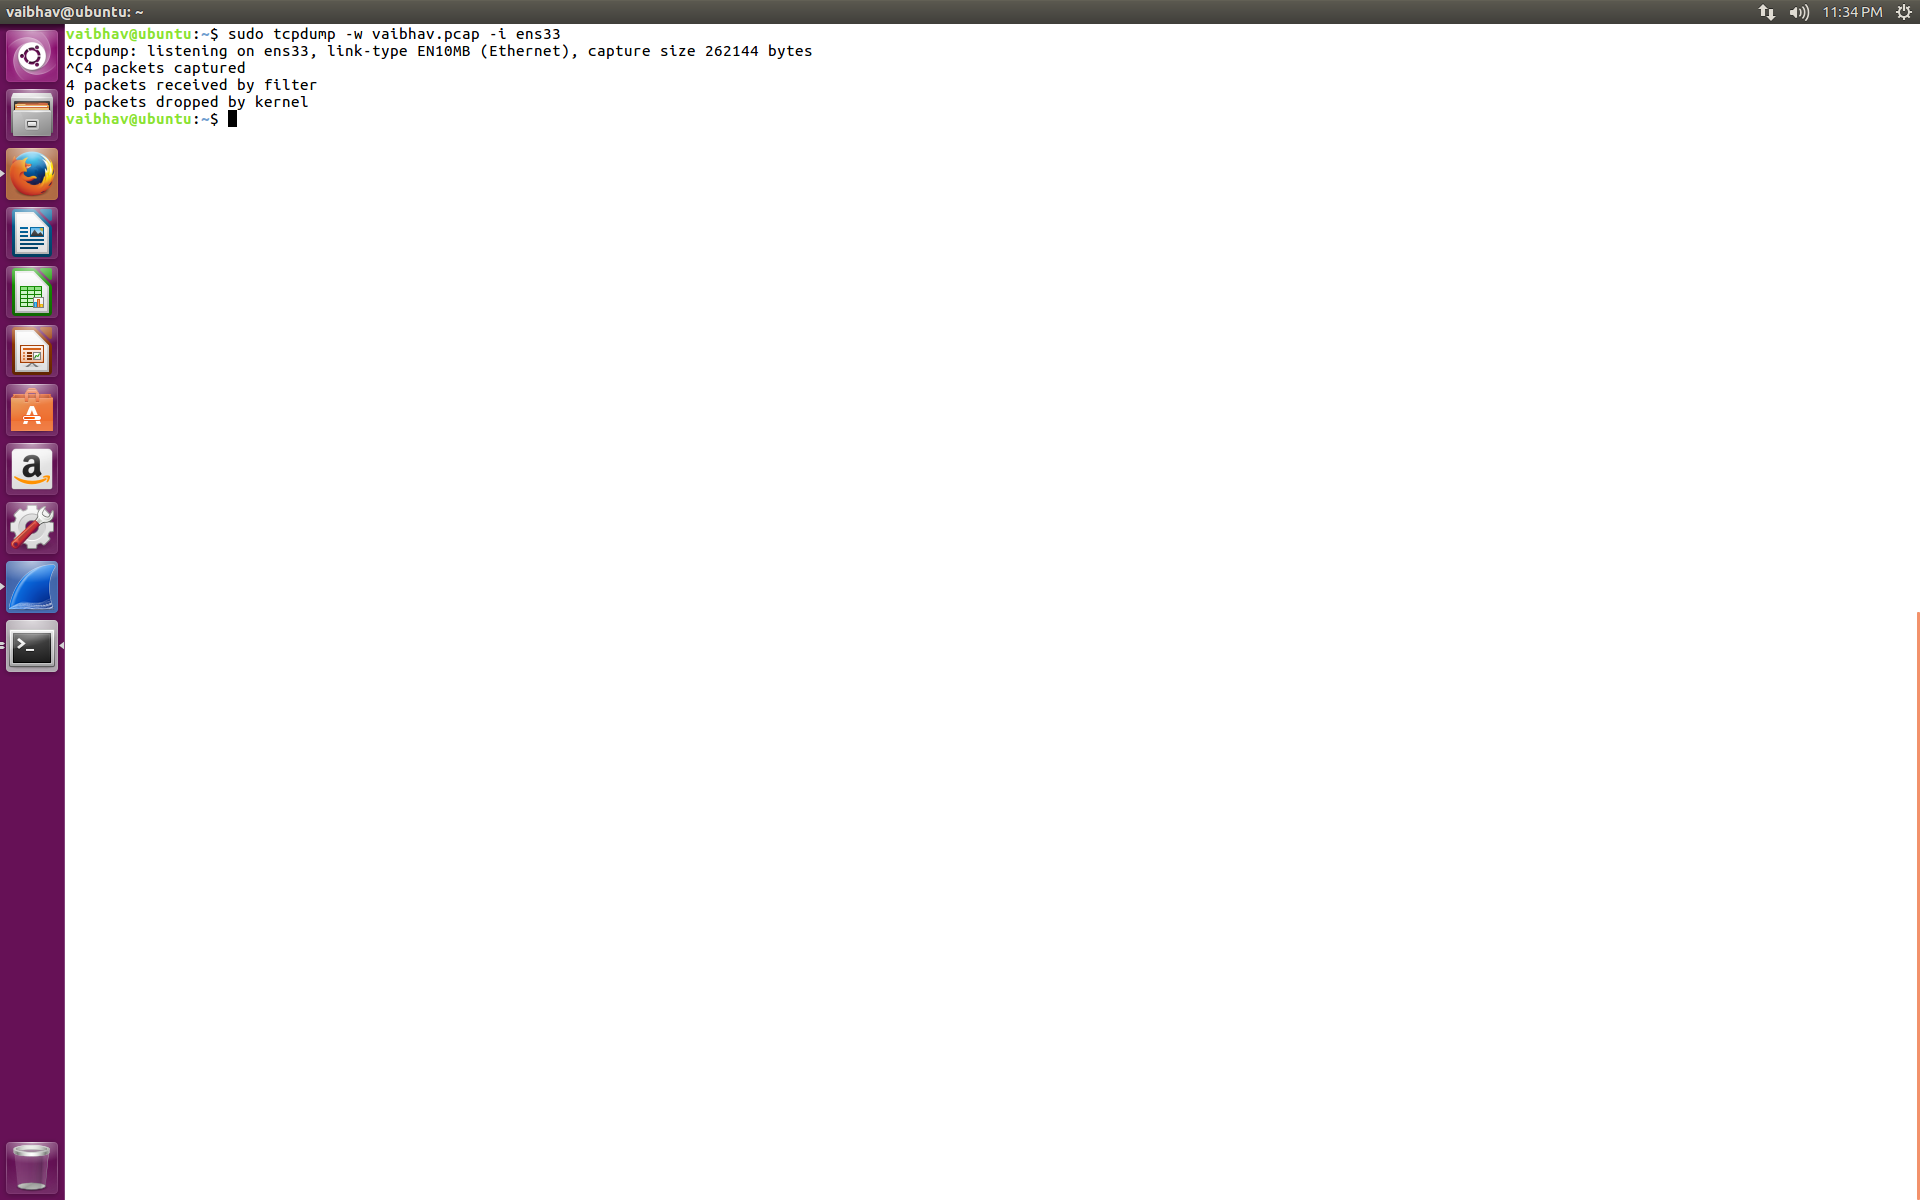 vaibhav@ubuntu: ~
11:34 PM
vaibhav@ubuntu:~$ sudo tcpdump -w vaibhav.pcap -i ens33
tcpdump: listening on ens33, link-type EN10MB (Ethernet), capture size 262144 bytes
^C4 packets captured
4 packets received by filter
0 packets dropped by kernel
vaibhav@ubuntu:~$
A
a
>_